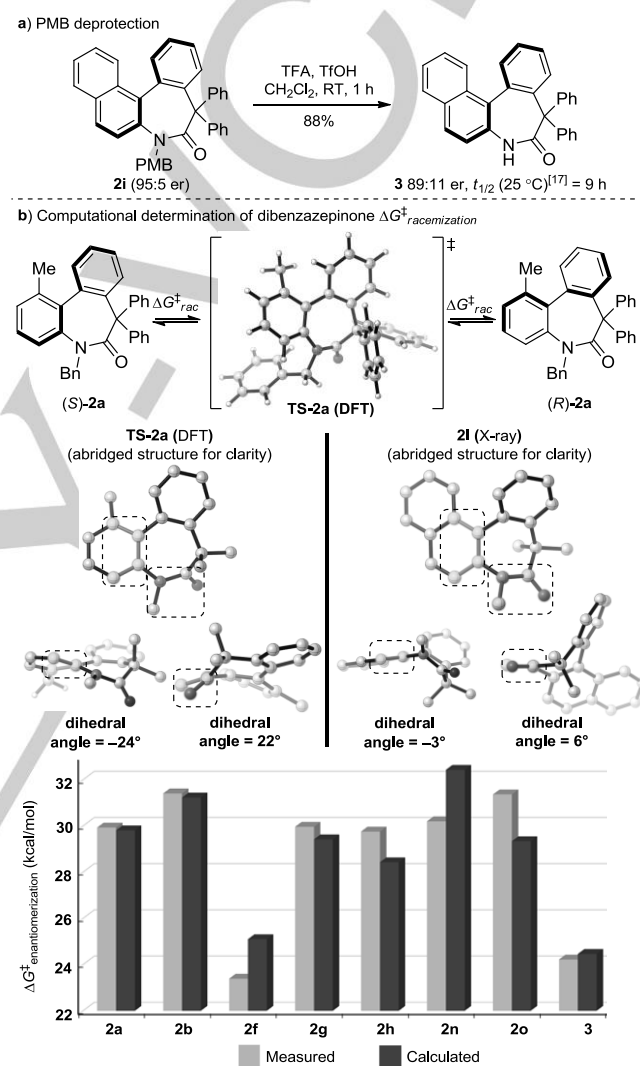 a) PMB deprotection
Ph
Ph
N
O
PMB
2i (95:5 er)
TFA, TfOH
CH2Cl2, RT, 1 h
88%
Ph
Ph
NH
O
3 89:11 er, t1/2 (25 °C)[17] = 9 h
b) Computational determination of dibenzazepinone ΔG‡racemization
Me
Ph
Ph
N
O
Bn
(S)-2a
ΔG‡rac
TS-2a (DFT)
‡
ΔG‡rac
Me
Ph
Ph
N
O
Bn
(R)-2a
TS-2a (DFT)
(abridged structure for clarity)
dihedral
angle = –24°
dihedral
angle = 22°
2l (X-ray)
(abridged structure for clarity)
dihedral
angle = –3°
dihedral
angle = 6°
ΔG‡enantiomerization (kcal/mol)
32
30
28
26
24
22
2a 2b 2f 2g 2h 2n 2o 3
Measured Calculated